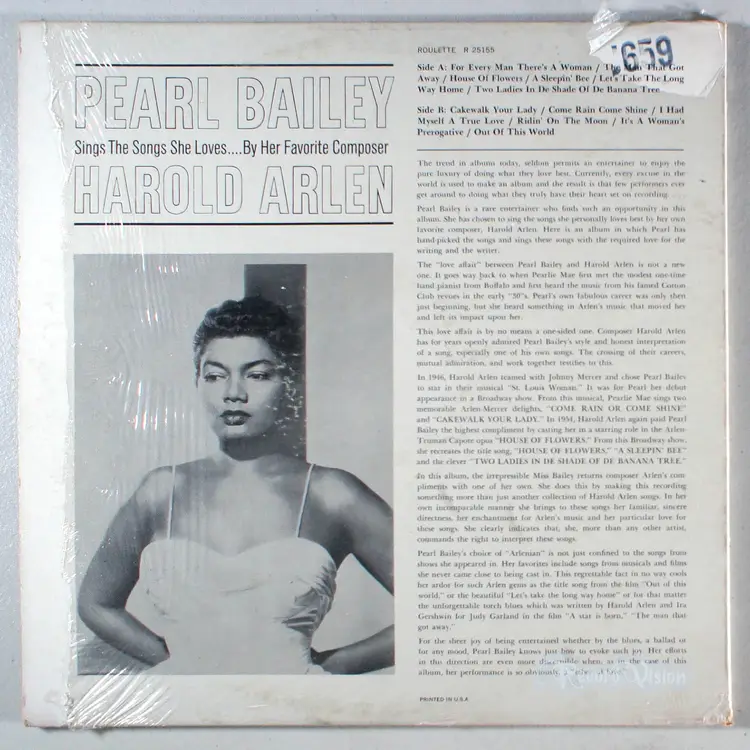 PEARL BAILEY
Sings The Songs She Loves....By Her Favorite Composer
HAROLD ARLEN
ROULETTE R 25155
659
Side A: For Every Man There's A Woman / The Man That Got
Away / House Of Flowers / A Sleepin' Bee / Let's Take The Long
Way Home / Two Ladies In De Shade Of De Banana Tree
Side B: Cakewalk Your Lady / Come Rain Come Shine / I Had
Myself A True Love / Ridin' On The Moon / It's A Woman's
Prerogative / Out Of This World
The trend in albums today, seldom permits an entertainer to enjoy the
pure luxury of doing what they love best. Currently, every excuse in the
world is used to make an album and the result is that few performers ever
get around to doing what they truly have their heart set on recording.
Pearl Bailey is a rare entertainer who finds such an opportunity in this
album. She has chosen to sing the songs she personally loves best by her own
favorite composer, Harold Arlen. Here is an album in which Pearl has
hand-picked the songs and sings these songs with the required love for the
writing and the writer.
The "love affair" between Pearl Bailey and Harold Arlen is not a new
one. It goes way back to when Pearlie Mae first met the modest one-time
band pianist from Buffalo and first heard the music from his famed Cotton
Club revues in the early "30"s. Pearl's own fabulous career was only then
just beginning, but she heard something in Arlen's music that moved her
and left its impact upon her.
This love affair is by no means a one-sided one. Composer Harold Arlen
has for years openly admired Pearl Bailey's style and honest interpretation
of a song, especially one of his own songs. The crossing of their careers,
mutual admiration, and work together testifies to this.
In 1946, Harold Arlen teamed with Johnny Mercer and chose Pearl Bailey
to star in their musical "St. Louis Woman." It was for Pearl her debut
appearance in a Broadway show. From this musical, Pearlie Mae sings two
memorable Arlen-Mercer delights, "COME RAIN OR COME SHINE"
and "CAKEWALK YOUR LADY." In 1954, Harold Arlen again paid Pearl
Bailey the highest compliment by casting her in a starring role in the Arlen-
Truman Capote opus "HOUSE OF FLOWERS." From this Broadway show,
she recreates the title song, "HOUSE OF FLOWERS," "A SLEEPIN' BEE"
and the clever "TWO LADIES IN DE SHADE OF DE BANANA TREE."
In this album, the irrepressible Miss Bailey returns composer Arlen's com-
pliments with one of her own. She does this by making this recording
something more than just another collection of Harold Arlen songs. In her
own incomparable manner she brings to these songs her familiar, sincere
directness, her enchantment for Arlen's music and her particular love for
these songs. She clearly indicates that, she, more than any other artist,
commands the right to interpret these songs.
Pearl Bailey's choice of "Arlenian" is not just confined to the songs from
shows she appeared in. Her favorites include songs from musicals and films
she never came close to being cast in. This regrettable fact in no way cools
her ardor for such Arlen gems as the title song from the film "Out of this
world," or the beautiful "Let's take the long way home" or for that matter
the unforgettable torch blues which was written by Harold Arlen and Ira
Gershwin for Judy Garland in the film "A star is born," "The man that
got away."
For the sheer joy of being entertained whether by the blues, a ballad or
for any mood, Pearl Bailey knows just how to evoke such joy. Her efforts
in this direction are even more discernible when, as in the case of this
album, her performance is so obviously, a
Vision
PRINTED IN U.S.A.